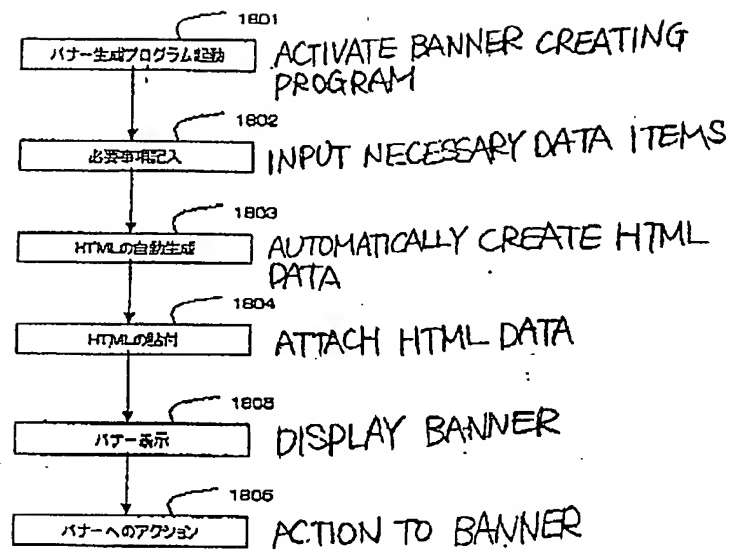 1801
バナー生成プログラム起動
ACTIVATE BANNER CREATING
PROGRAM
1802
必要事項記入
INPUT NECESSARY DATA ITEMS
1803
HTMLの自動生成
AUTOMATICALLY CREATE HTML
DATA
1804
HTMLの貼付
ATTACH HTML DATA
1805
バナー表示
DISPLAY BANNER
1806
バナーへのアクション
ACTION TO BANNER